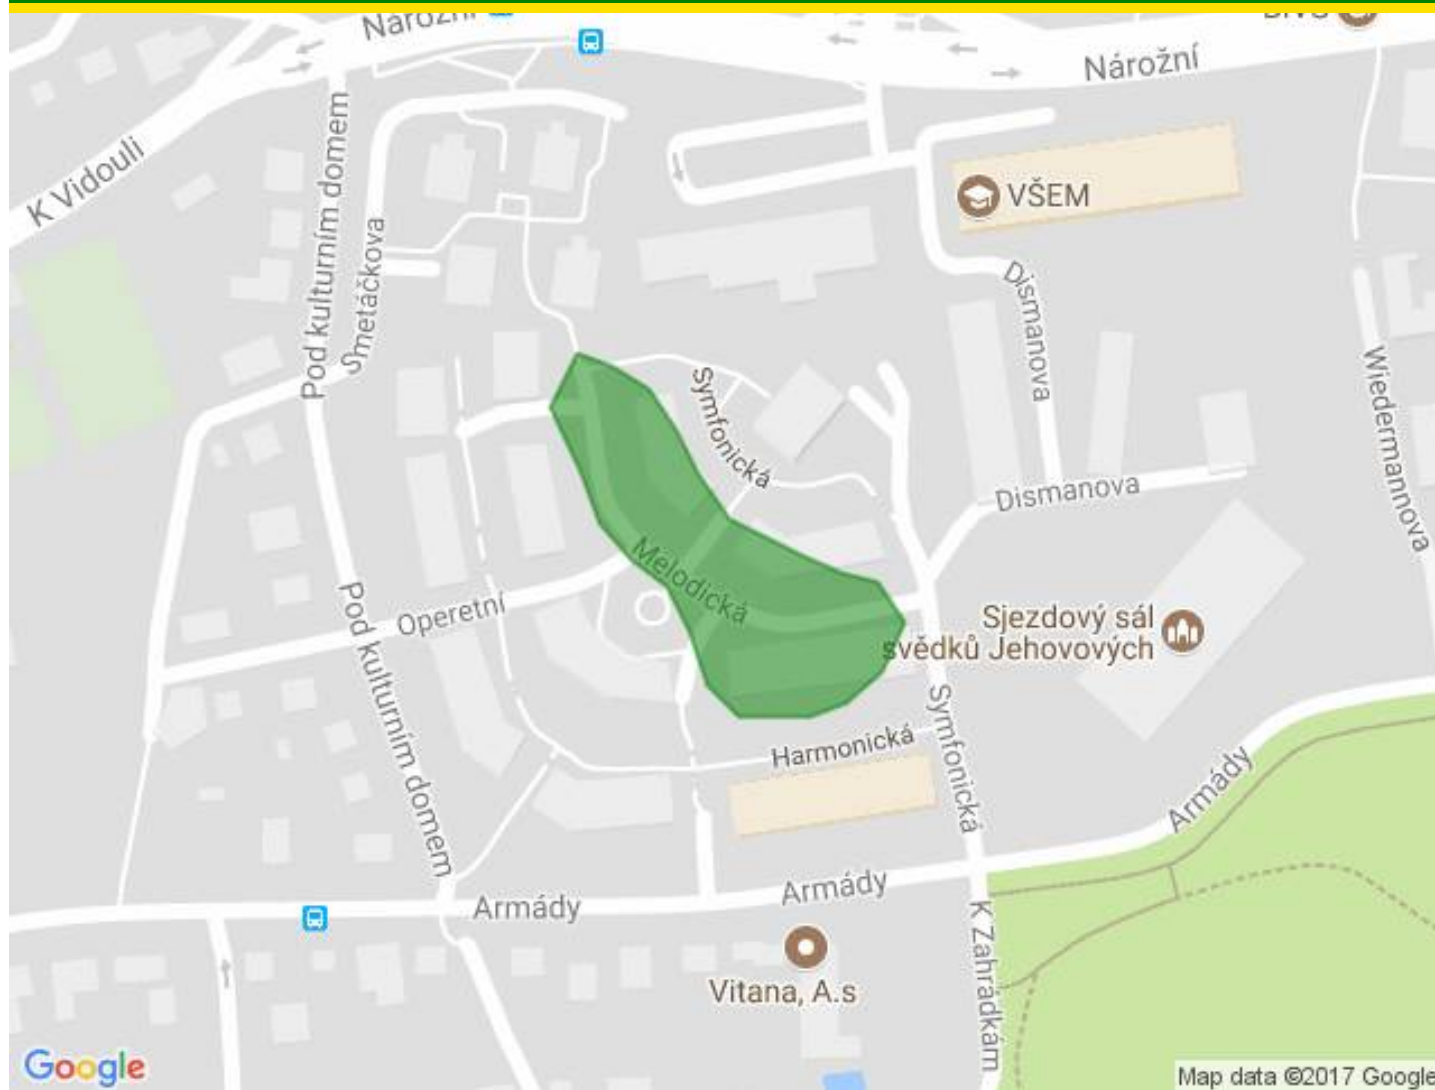 Nárožní
Nárožní
K Vidouli
Pod kulturním domem
Smetáčkova
VŠEM
Dismanova
Wiedermannova
Symfonická
Dismanova
Melodická
Operetní
Sjezdový sál
svědků Jehovových
Pod kulturním domem
Symfonická
Harmonická
Armády
Armády
Armády
K Zahrádkám
Vitana, A.s
Google
Map data ©2017 Google